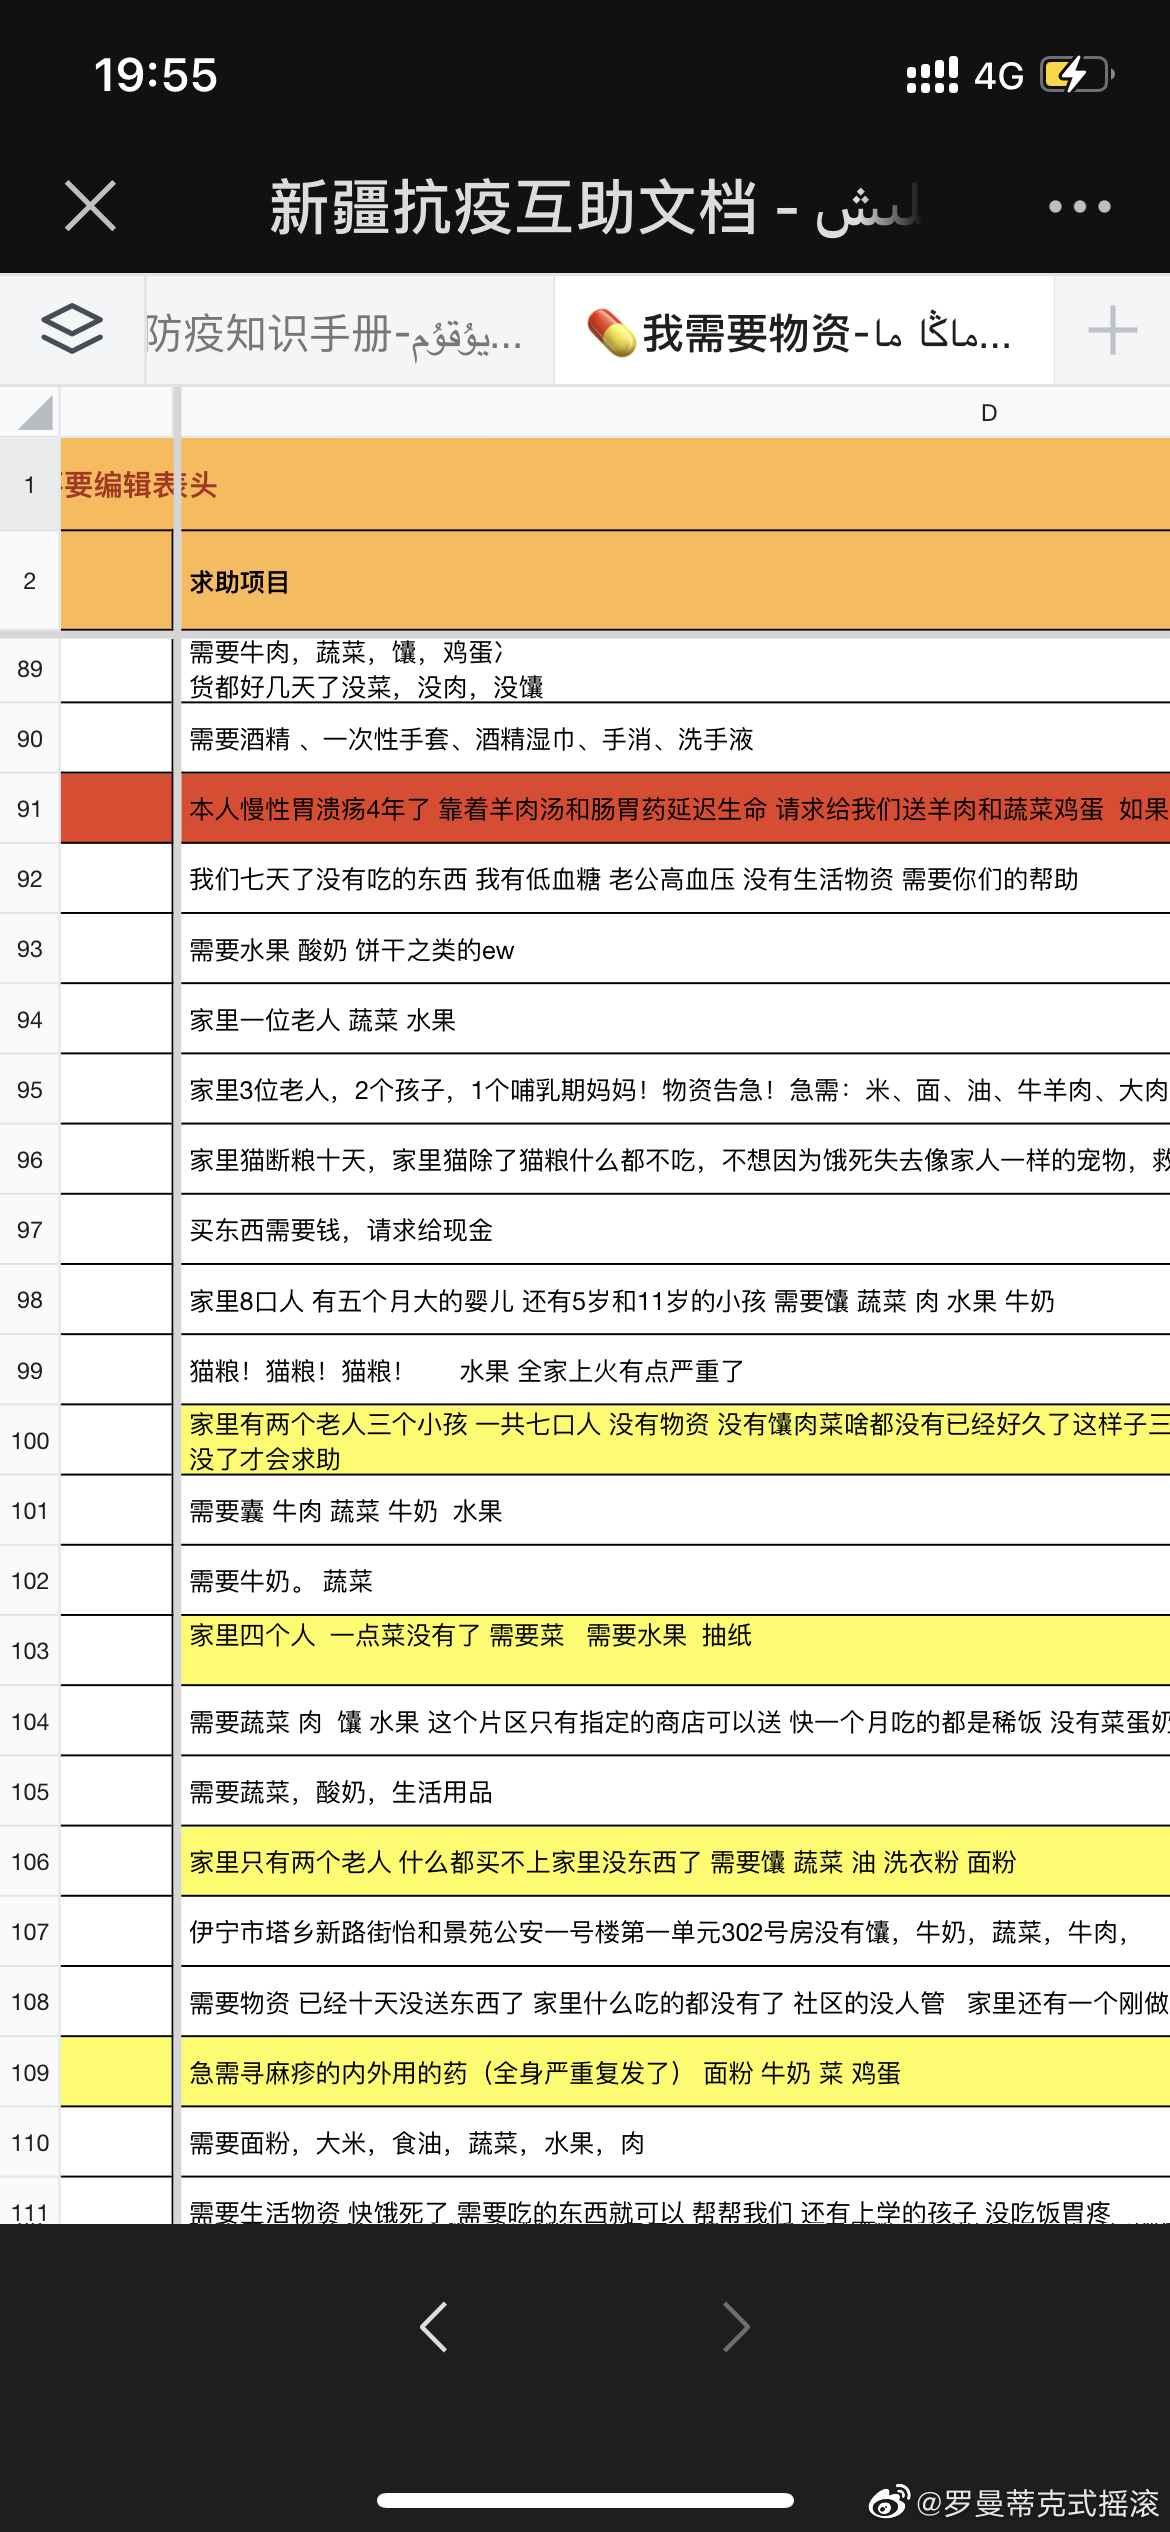 19:55
4G
新疆抗疫互助文档 - 
防疫知识手册-يۇقۇم...
我需要物资-ماڭا ما...
D
1
要编辑表头
2
求助项目
89
需要牛肉，蔬菜，馕，鸡蛋冫
货都好几天了没菜，没肉，没馕
90
需要酒精 、一次性手套、酒精湿巾、手消、洗手液
91
本人慢性胃溃疡4年了 靠着羊肉汤和肠胃药延迟生命 请求给我们送羊肉和蔬菜鸡蛋 如果
92
我们七天了没有吃的东西 我有低血糖 老公高血压 没有生活物资 需要你们的帮助
93
需要水果 酸奶 饼干之类的ew
94
家里一位老人 蔬菜 水果
95
家里3位老人，2个孩子，1个哺乳期妈妈！物资告急！急需：米、面、油、牛羊肉、大肉
96
家里猫断粮十天，家里猫除了猫粮什么都不吃，不想因为饿死失去像家人一样的宠物，救
97
买东西需要钱，请求给现金
98
家里8口人 有五个月大的婴儿 还有5岁和11岁的小孩 需要馕 蔬菜 肉 水果 牛奶
99
猫粮！猫粮！猫粮！ 水果 全家上火有点严重了
100
家里有两个老人三个小孩 一共七口人 没有物资 没有馕肉菜啥都没有已经好久了这样子三
没了才会求助
101
需要囊 牛肉 蔬菜 牛奶 水果
102
需要牛奶。 蔬菜
103
家里四个人 一点菜没有了 需要菜 需要水果 抽纸
104
需要蔬菜 肉 馕 水果 这个片区只有指定的商店可以送 快一个月吃的都是稀饭 没有菜蛋奶
105
需要蔬菜，酸奶，生活用品
106
家里只有两个老人 什么都买不上家里没东西了 需要馕 蔬菜 油 洗衣粉 面粉
107
伊宁市塔乡新路街怡和景苑公安一号楼第一单元302号房没有馕，牛奶，蔬菜，牛肉，
108
需要物资 已经十天没送东西了 家里什么吃的都没有了 社区的没人管 家里还有一个刚做
109
急需寻麻疹的内外用的药（全身严重复发了） 面粉 牛奶 菜 鸡蛋
110
需要面粉，大米，食油，蔬菜，水果，肉
111
需要生活物资 快饿死了 需要吃的东西就可以 帮帮我们 还有上学的孩子 没吃饭胃疼
@罗曼蒂克式摇滚